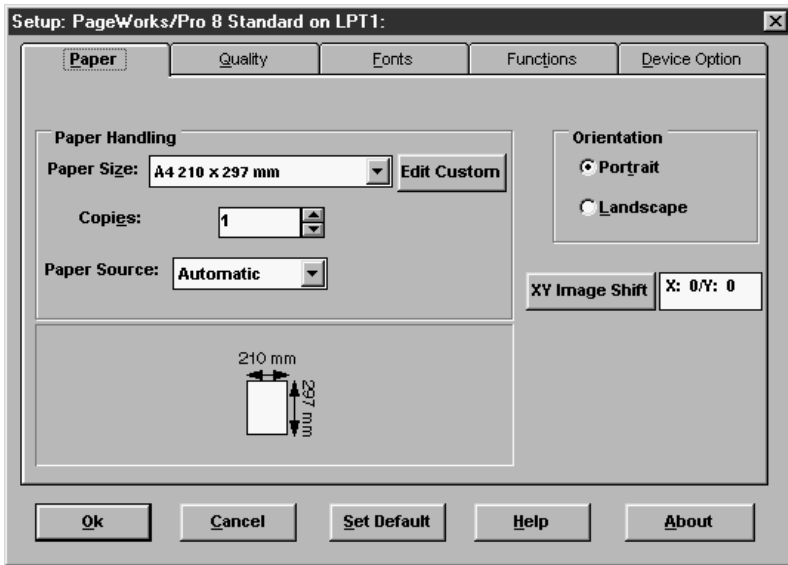 Setup: PageWorks/Pro 8 Standard on LPT1:
Paper
Quality
Fonts
Functions
Device Option
Paper Handling
Paper Size: A4 210 x 297 mm Edit Custom
Copies: 1
Paper Source: Automatic
Orientation
Portrait
Landscape
XY Image Shift X: 0/Y: 0
210 mm
297 mm
Ok
Cancel
Set Default
Help
About